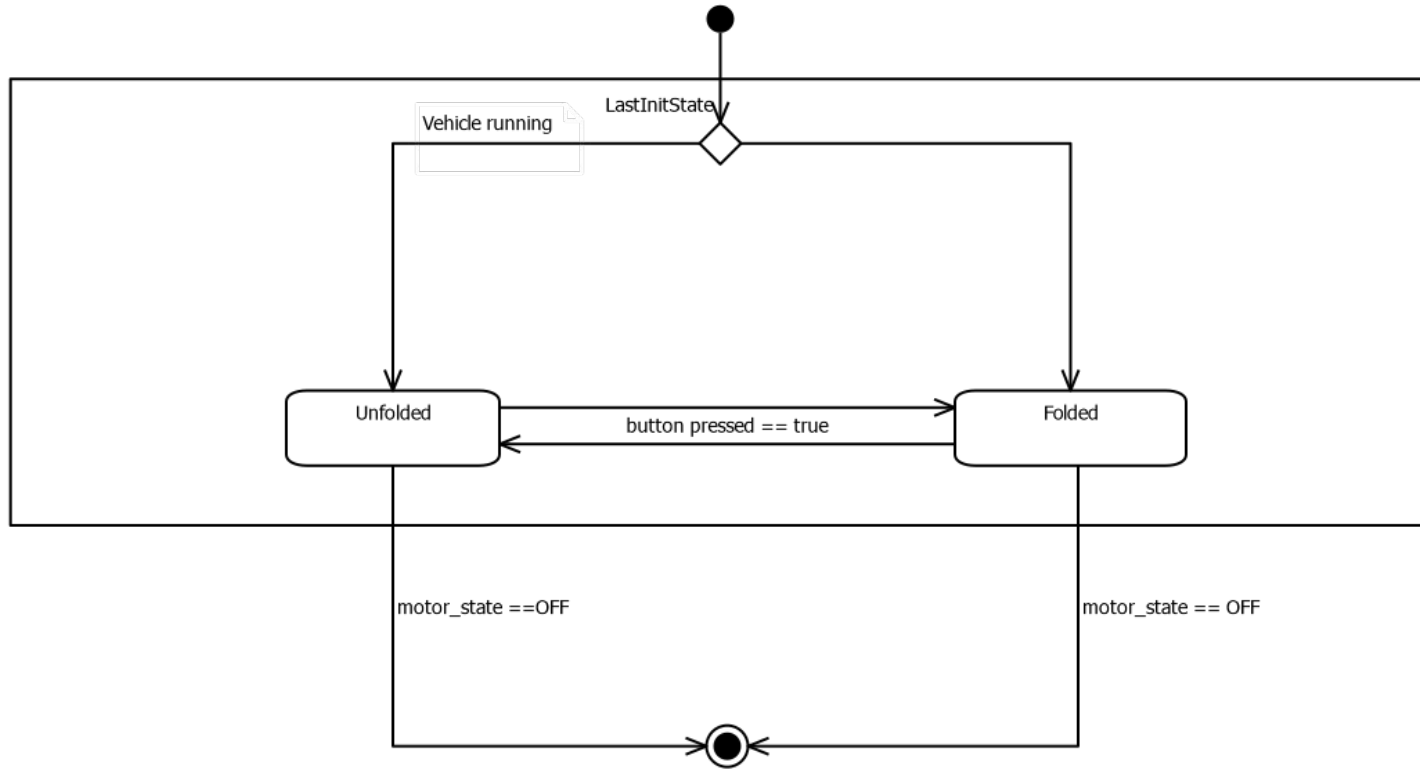 LastInitState
Vehicle running
Unfolded
Folded
button pressed == true
motor_state ==OFF
motor_state == OFF